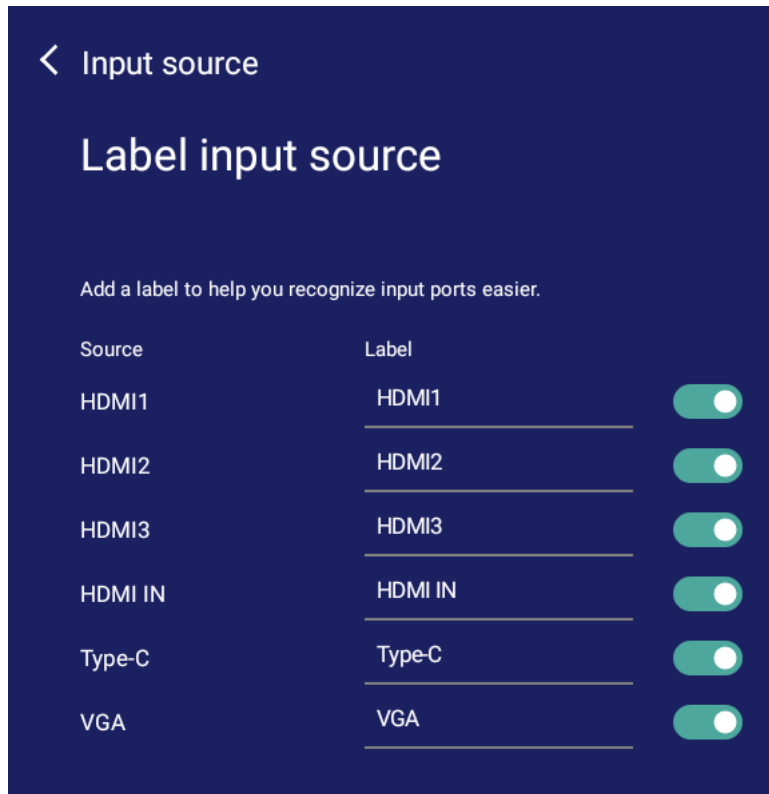 Input source
Label input source
Add a label to help you recognize input ports easier.
Source Label
HDMI1 HDMI1
HDMI2 HDMI2
HDMI3 HDMI3
HDMI IN HDMI IN
Type-C Type-C
VGA VGA